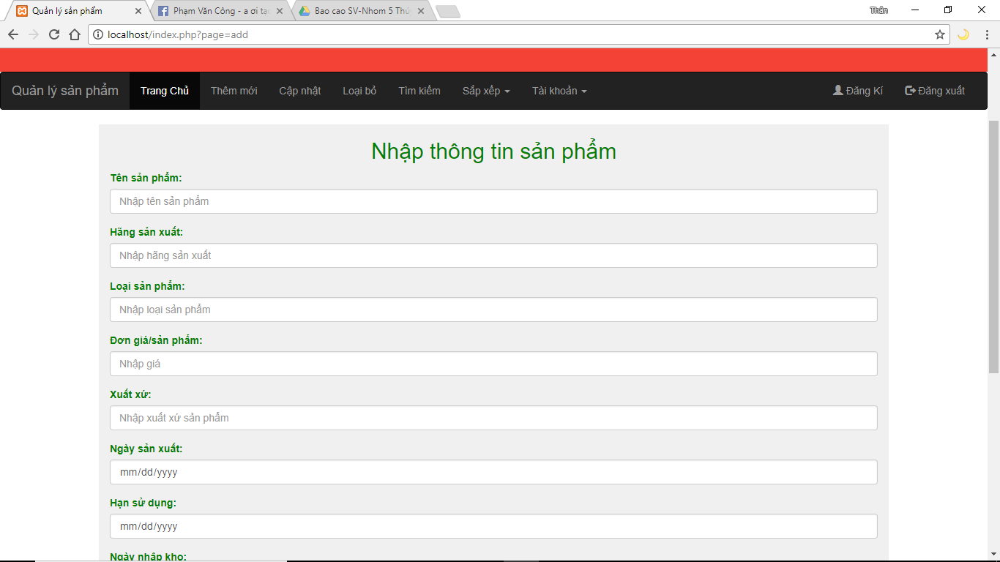 Quản lý sản phẩm
Phạm Văn Công - a ơi tạo
Bao cao SV-Nhom 5 Thứ
Thân
localhost/index.php?page=add
Quản lý sản phẩm Trang Chủ Thêm mới Cập nhật Loại bỏ Tìm kiếm Sắp xếp Tài khoản Đăng Kí Đăng xuất
Nhập thông tin sản phẩm
Tên sản phẩm:
Nhập tên sản phẩm
Hãng sản xuất:
Nhập hãng sản xuất
Loại sản phẩm:
Nhập loại sản phẩm
Đơn giá/sản phẩm:
Nhập giá
Xuất xứ:
Nhập xuất xứ sản phẩm
Ngày sản xuất:
mm/dd/yyyy
Hạn sử dụng:
mm/dd/yyyy
Ngày nhập kho: